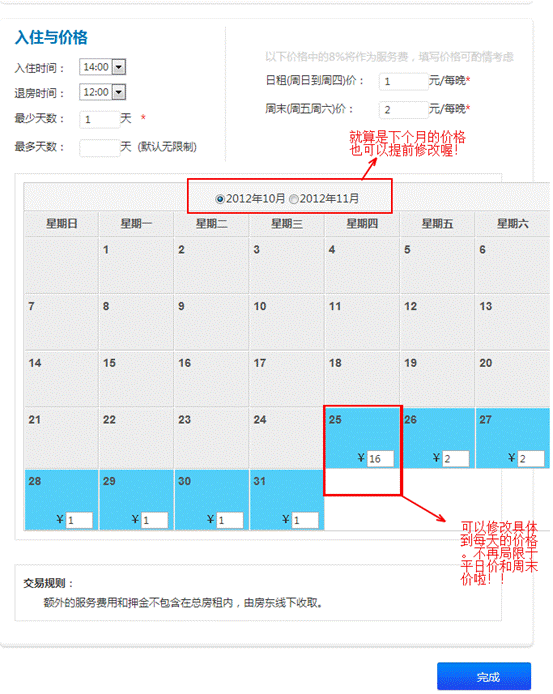 入住与价格
以下价格中的8%将作为服务费，填写价格可酌情考虑
入住时间： 14:00
日租(周日到周四)价： 1 元/每晚*
退房时间： 12:00
最少天数： 1 天 *
周末(周五周六)价： 2 元/每晚*
最多天数： 天 (默认无限制)
就算是下个月的价格
也可以提前修改喔！
2012年10月 2012年11月
星期日 星期一 星期二 星期三 星期四 星期五 星期六
1 2 3 4 5 6
7 8 9 10 11 12 13
14 15 16 17 18 19 20
21 22 23 24 25 26 27
¥ 16 ¥ 2 ¥ 2
28 29 30 31
¥ 1 ¥ 1 ¥ 1 ¥ 1
可以修改具体
到每天的价格
。不再局限于
平日价和周末
价啦！！
交易规则：
额外的服务费用和押金不包含在总房租内，由房东线下收取。
完成